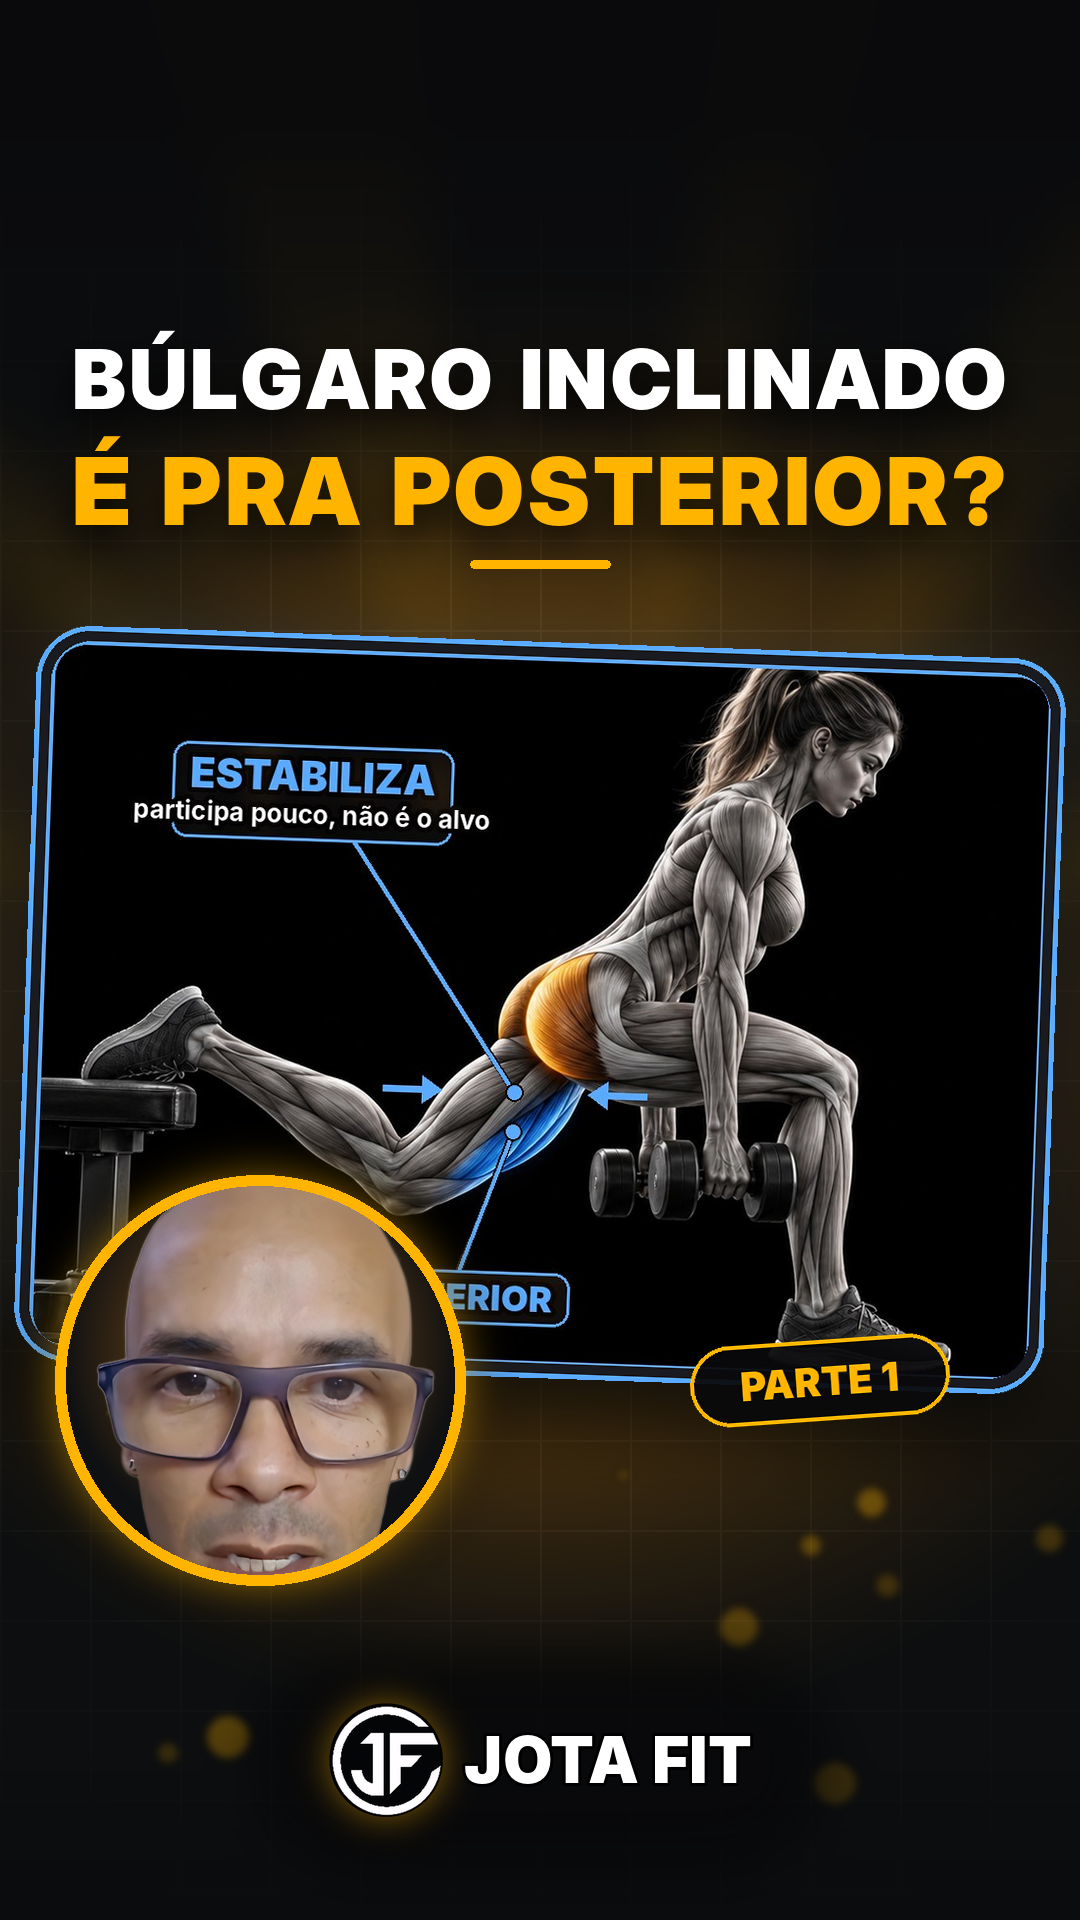 BÚLGARO INCLINADO
É PRA POSTERIOR?
ESTABILIZA
participa pouco, não é o alvo
ERIOR
PARTE 1
JF JOTA FIT